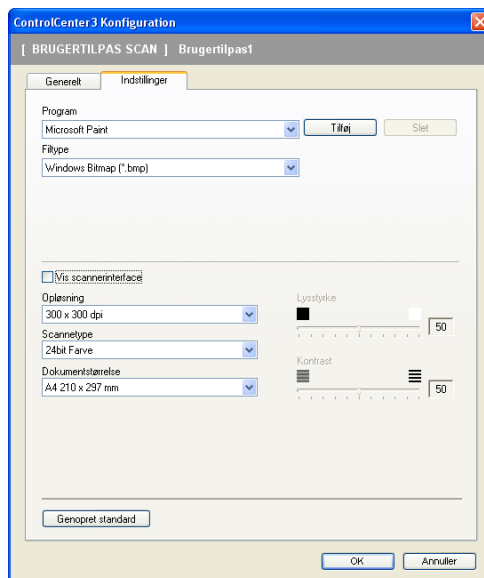 ControlCenter3 Konfiguration
[ BRUGERTILPAS SCAN ] Brugertilpas1
Generelt Indstillinger
Program
Microsoft Paint Tilføj Slet
Filtype
Windows Bitmap (*.bmp)
Vis scannerinterface
Opløsning Lysstyrke
300 x 300 dpi 50
Scannetype
24bit Farve Kontrast
Dokumentstørrelse
A4 210 x 297 mm 50
Genopret standard
OK Annuller